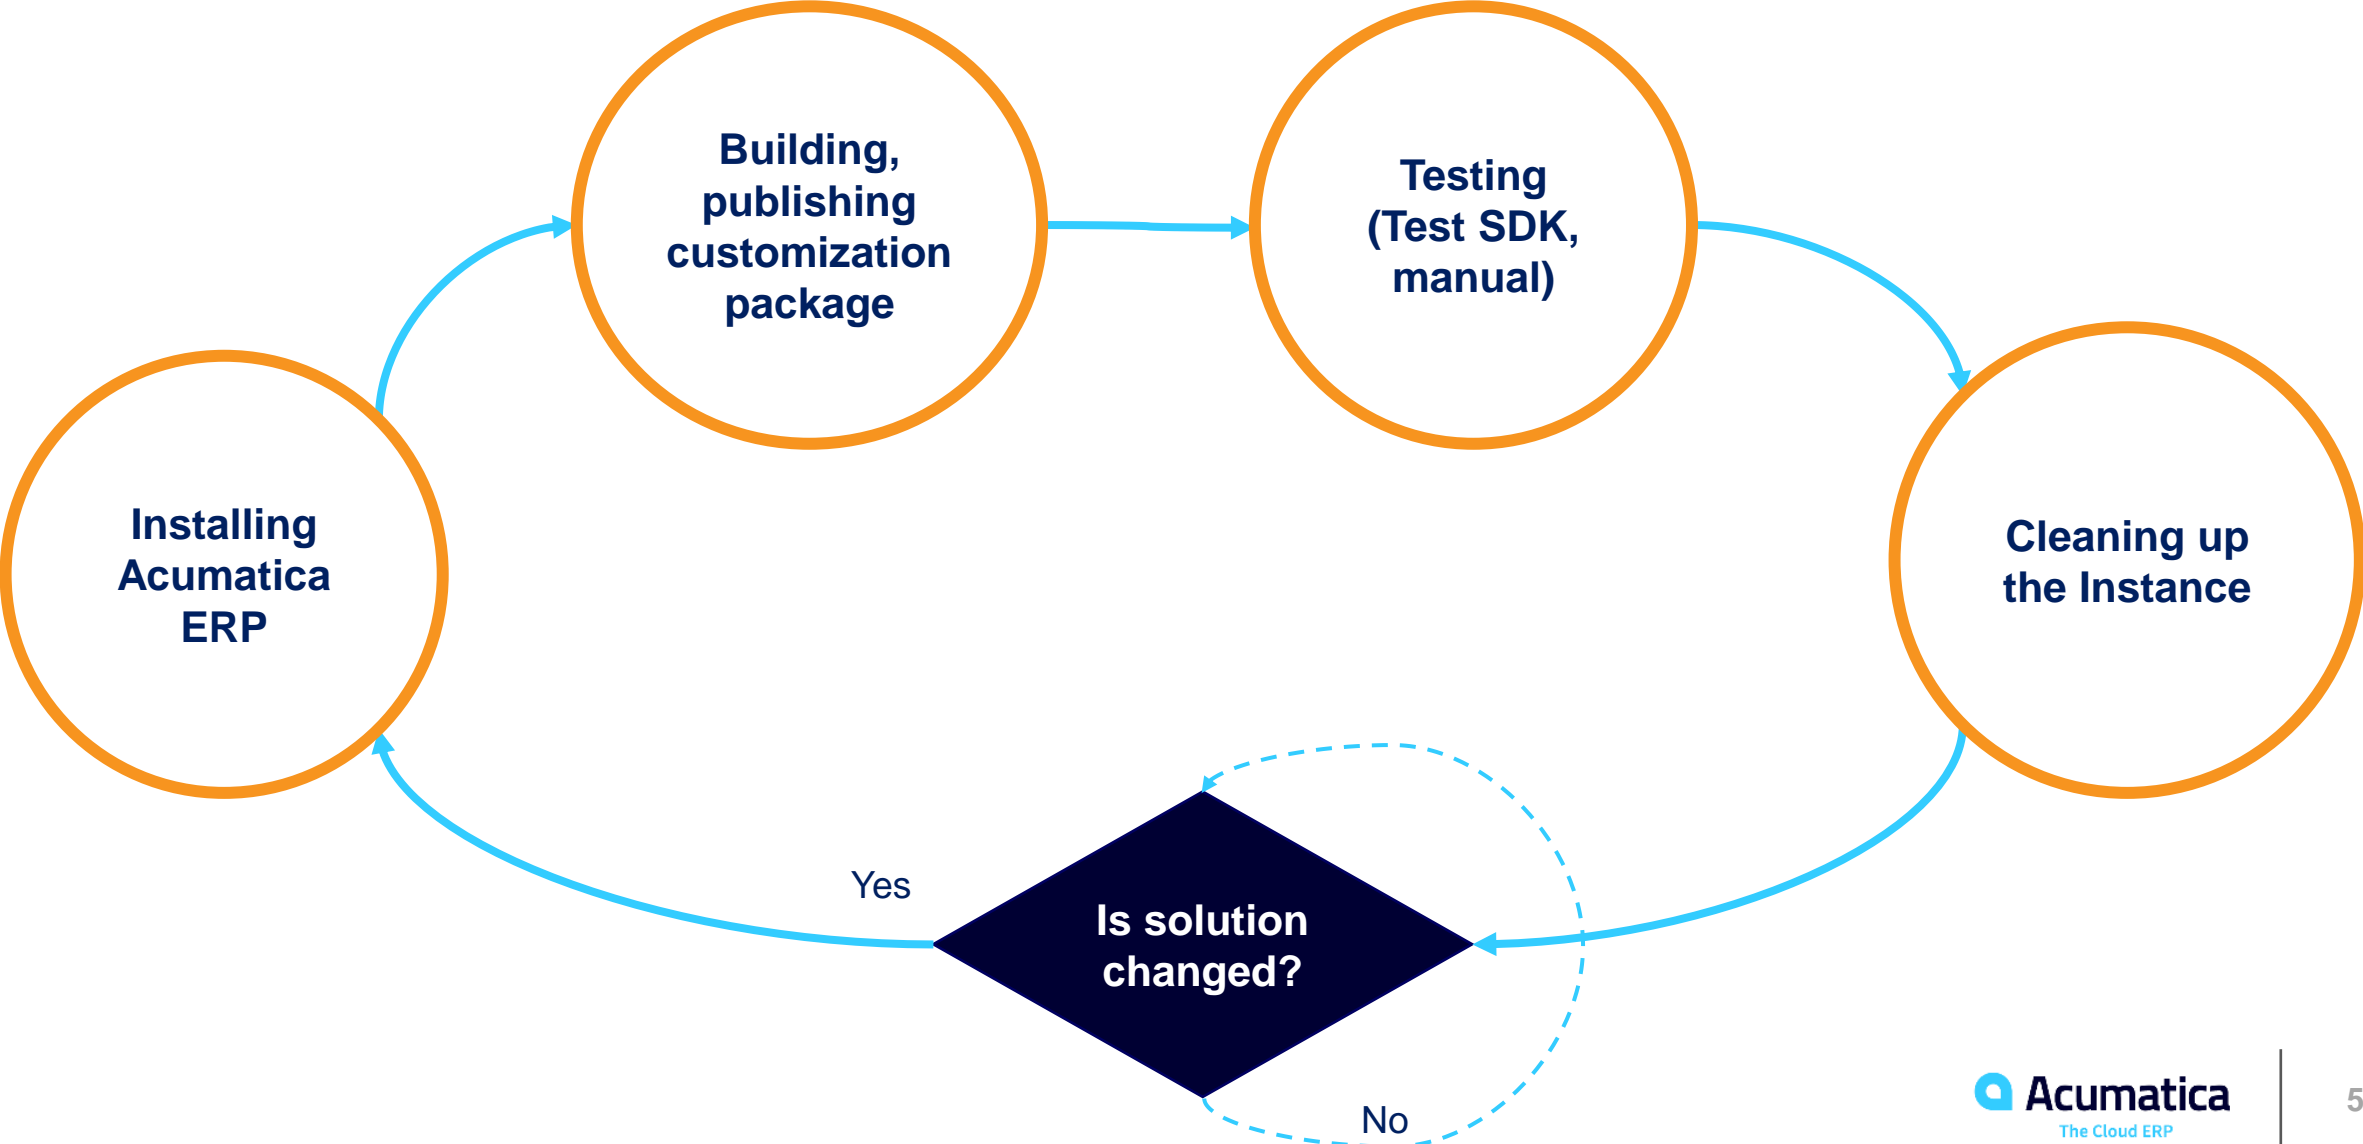 Building,
publishing
customization
package
Testing
(Test SDK,
manual)
Installing
Acumatica
ERP
Cleaning up
the Instance
Yes
Is solution
changed?
No
Acumatica
The Cloud ERP
5